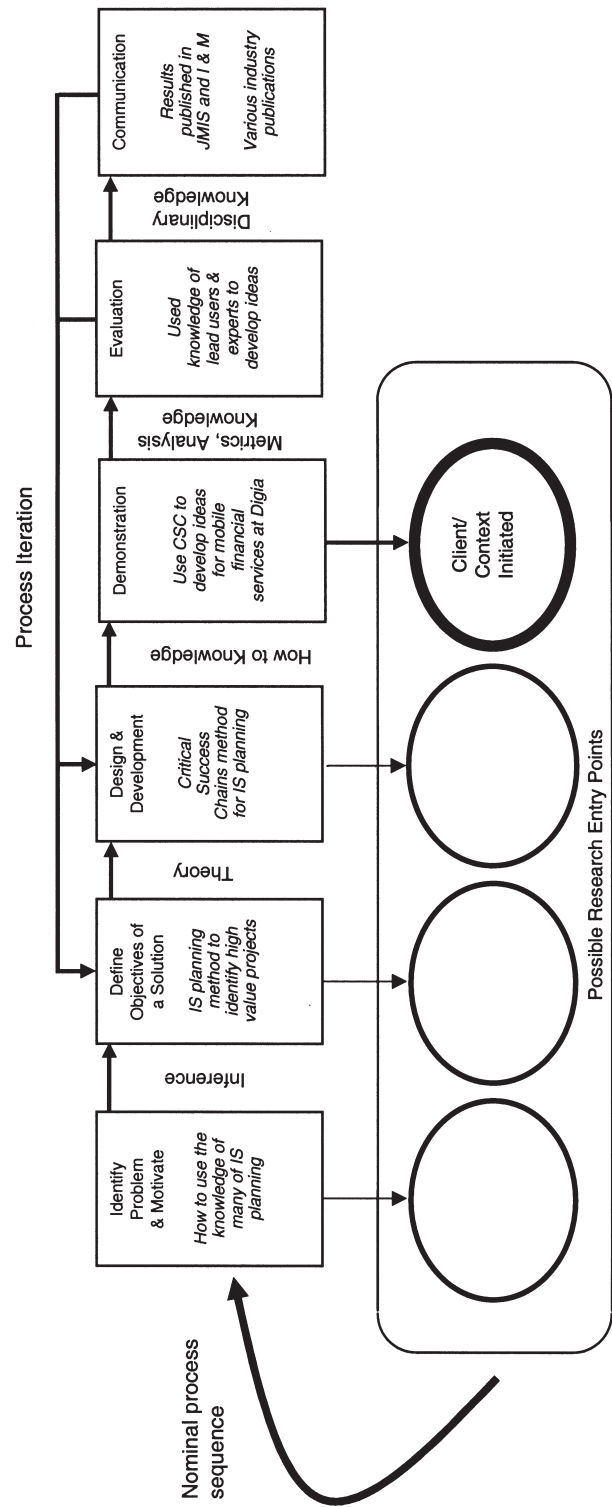 Process Iteration
Nominal process
sequence
Identify
Problem
& Motivate
How to use the
knowledge of
many of IS
planning
Inference
Define
Objectives of
a Solution
IS planning
method to
identify high
value projects
Theory
Design &
Development
Critical
Success
Chains method
for IS planning
How to Knowledge
Demonstration
Use CSC to
develop ideas
for mobile
financial
services at Digia
Metrics, Analysis
Knowledge
Evaluation
Used
knowledge of
lead users &
experts to
develop ideas
Disciplinary
Knowledge
Communication
Results
published in
JMIS and I & M
Various industry
publications
Client/
Context
Initiated
Possible Research Entry Points